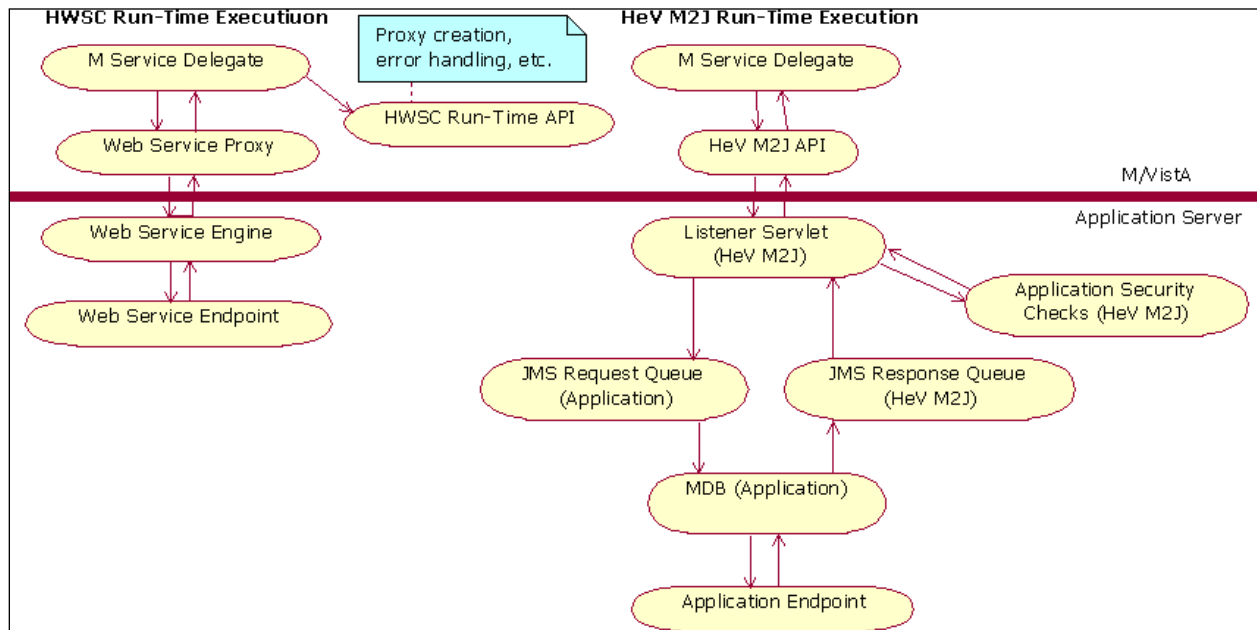 HWSC Run-Time Executiuon
HeV M2J Run-Time Execution
Proxy creation,
error handling, etc.
M Service Delegate
M Service Delegate
HWSC Run-Time API
Web Service Proxy
HeV M2J API
M/VistA
Application Server
Web Service Engine
Listener Servlet
(HeV M2J)
Application Security
Checks (HeV M2J)
Web Service Endpoint
JMS Request Queue
(Application)
JMS Response Queue
(HeV M2J)
MDB (Application)
Application Endpoint